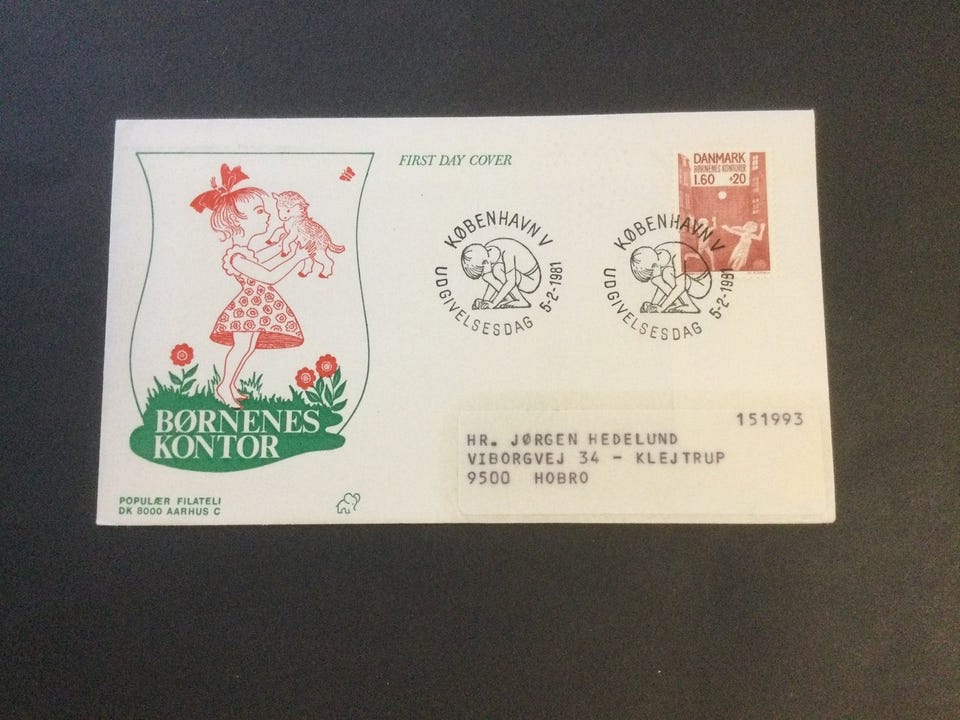 FIRST DAY COVER
DANMARK
BØRNENES KONTORER
1.60 +20
KØBENHAVN V
UDGIVELSESDAG
5-2-1981
KØBENHAVN V
UDGIVELSESDAG
5-2-1981
BØRNENES
KONTOR
151993
HR. JØRGEN HEDELUND
VIBORGVEJ 34 - KLEJTRUP
9500 HOBRO
POPULÆR FILATELI
DK 8000 AARHUS C